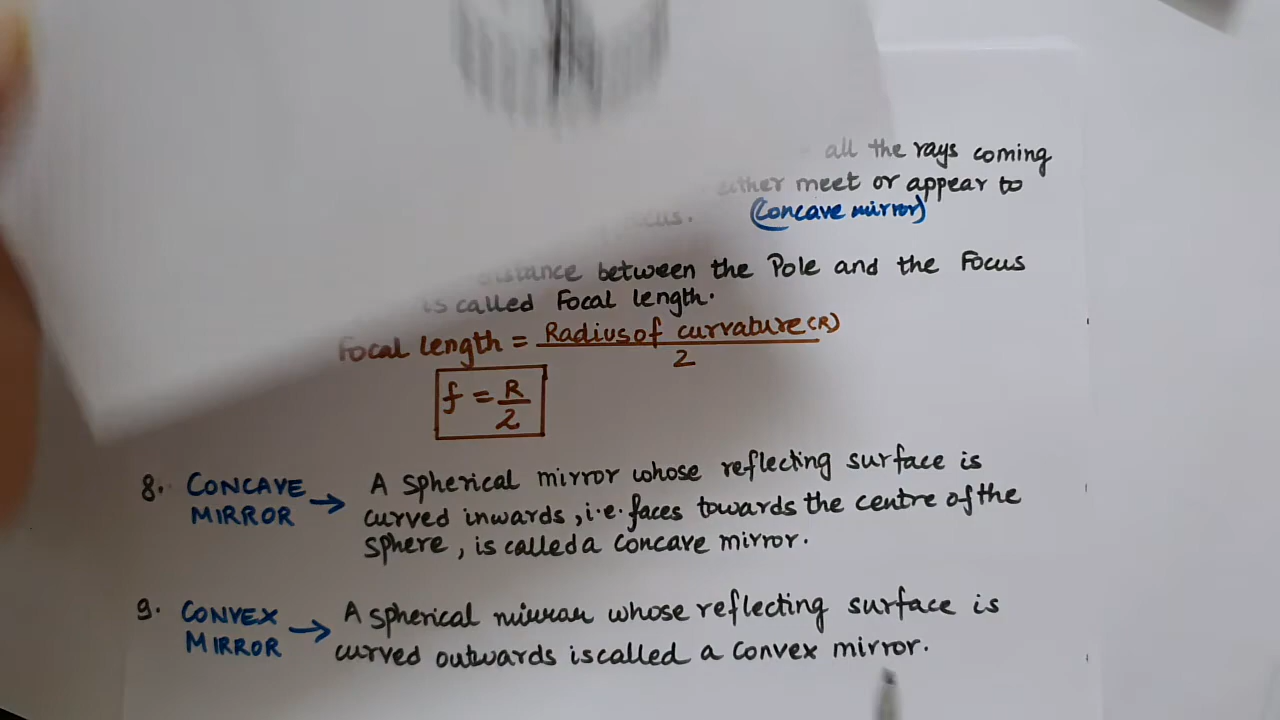 all the rays coming
either meet or appear to
(Concave mirror)
distance between the Pole and the Focus
is called Focal length.
Focal length = Radius of curvature (R)
2
f = R
2
8. CONCAVE MIRROR → A spherical mirror whose reflecting surface is
curved inwards, i.e. faces towards the centre of the
sphere, is called a concave mirror.
9. CONVEX MIRROR → A spherical mirror whose reflecting surface is
curved outwards is called a convex mirror.